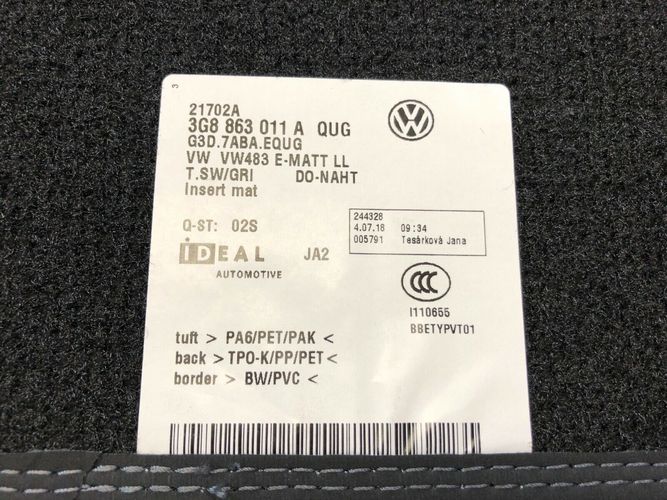 3
21702A
3G8 863 011 A QUG
G3D.7ABA.EQUG
VW VW483 E-MATT LL
T.SW/GRI DO-NAHT
Insert mat
Q-ST: 02S
244328
4.07.18 09:34
005791 Tesárková Jana
IDEAL JA2
AUTOMOTIVE
CCC
I110655
BBETYPVT01
tuft > PA6/PET/PAK <
back > TPO-K/PP/PET <
border > BW/PVC <